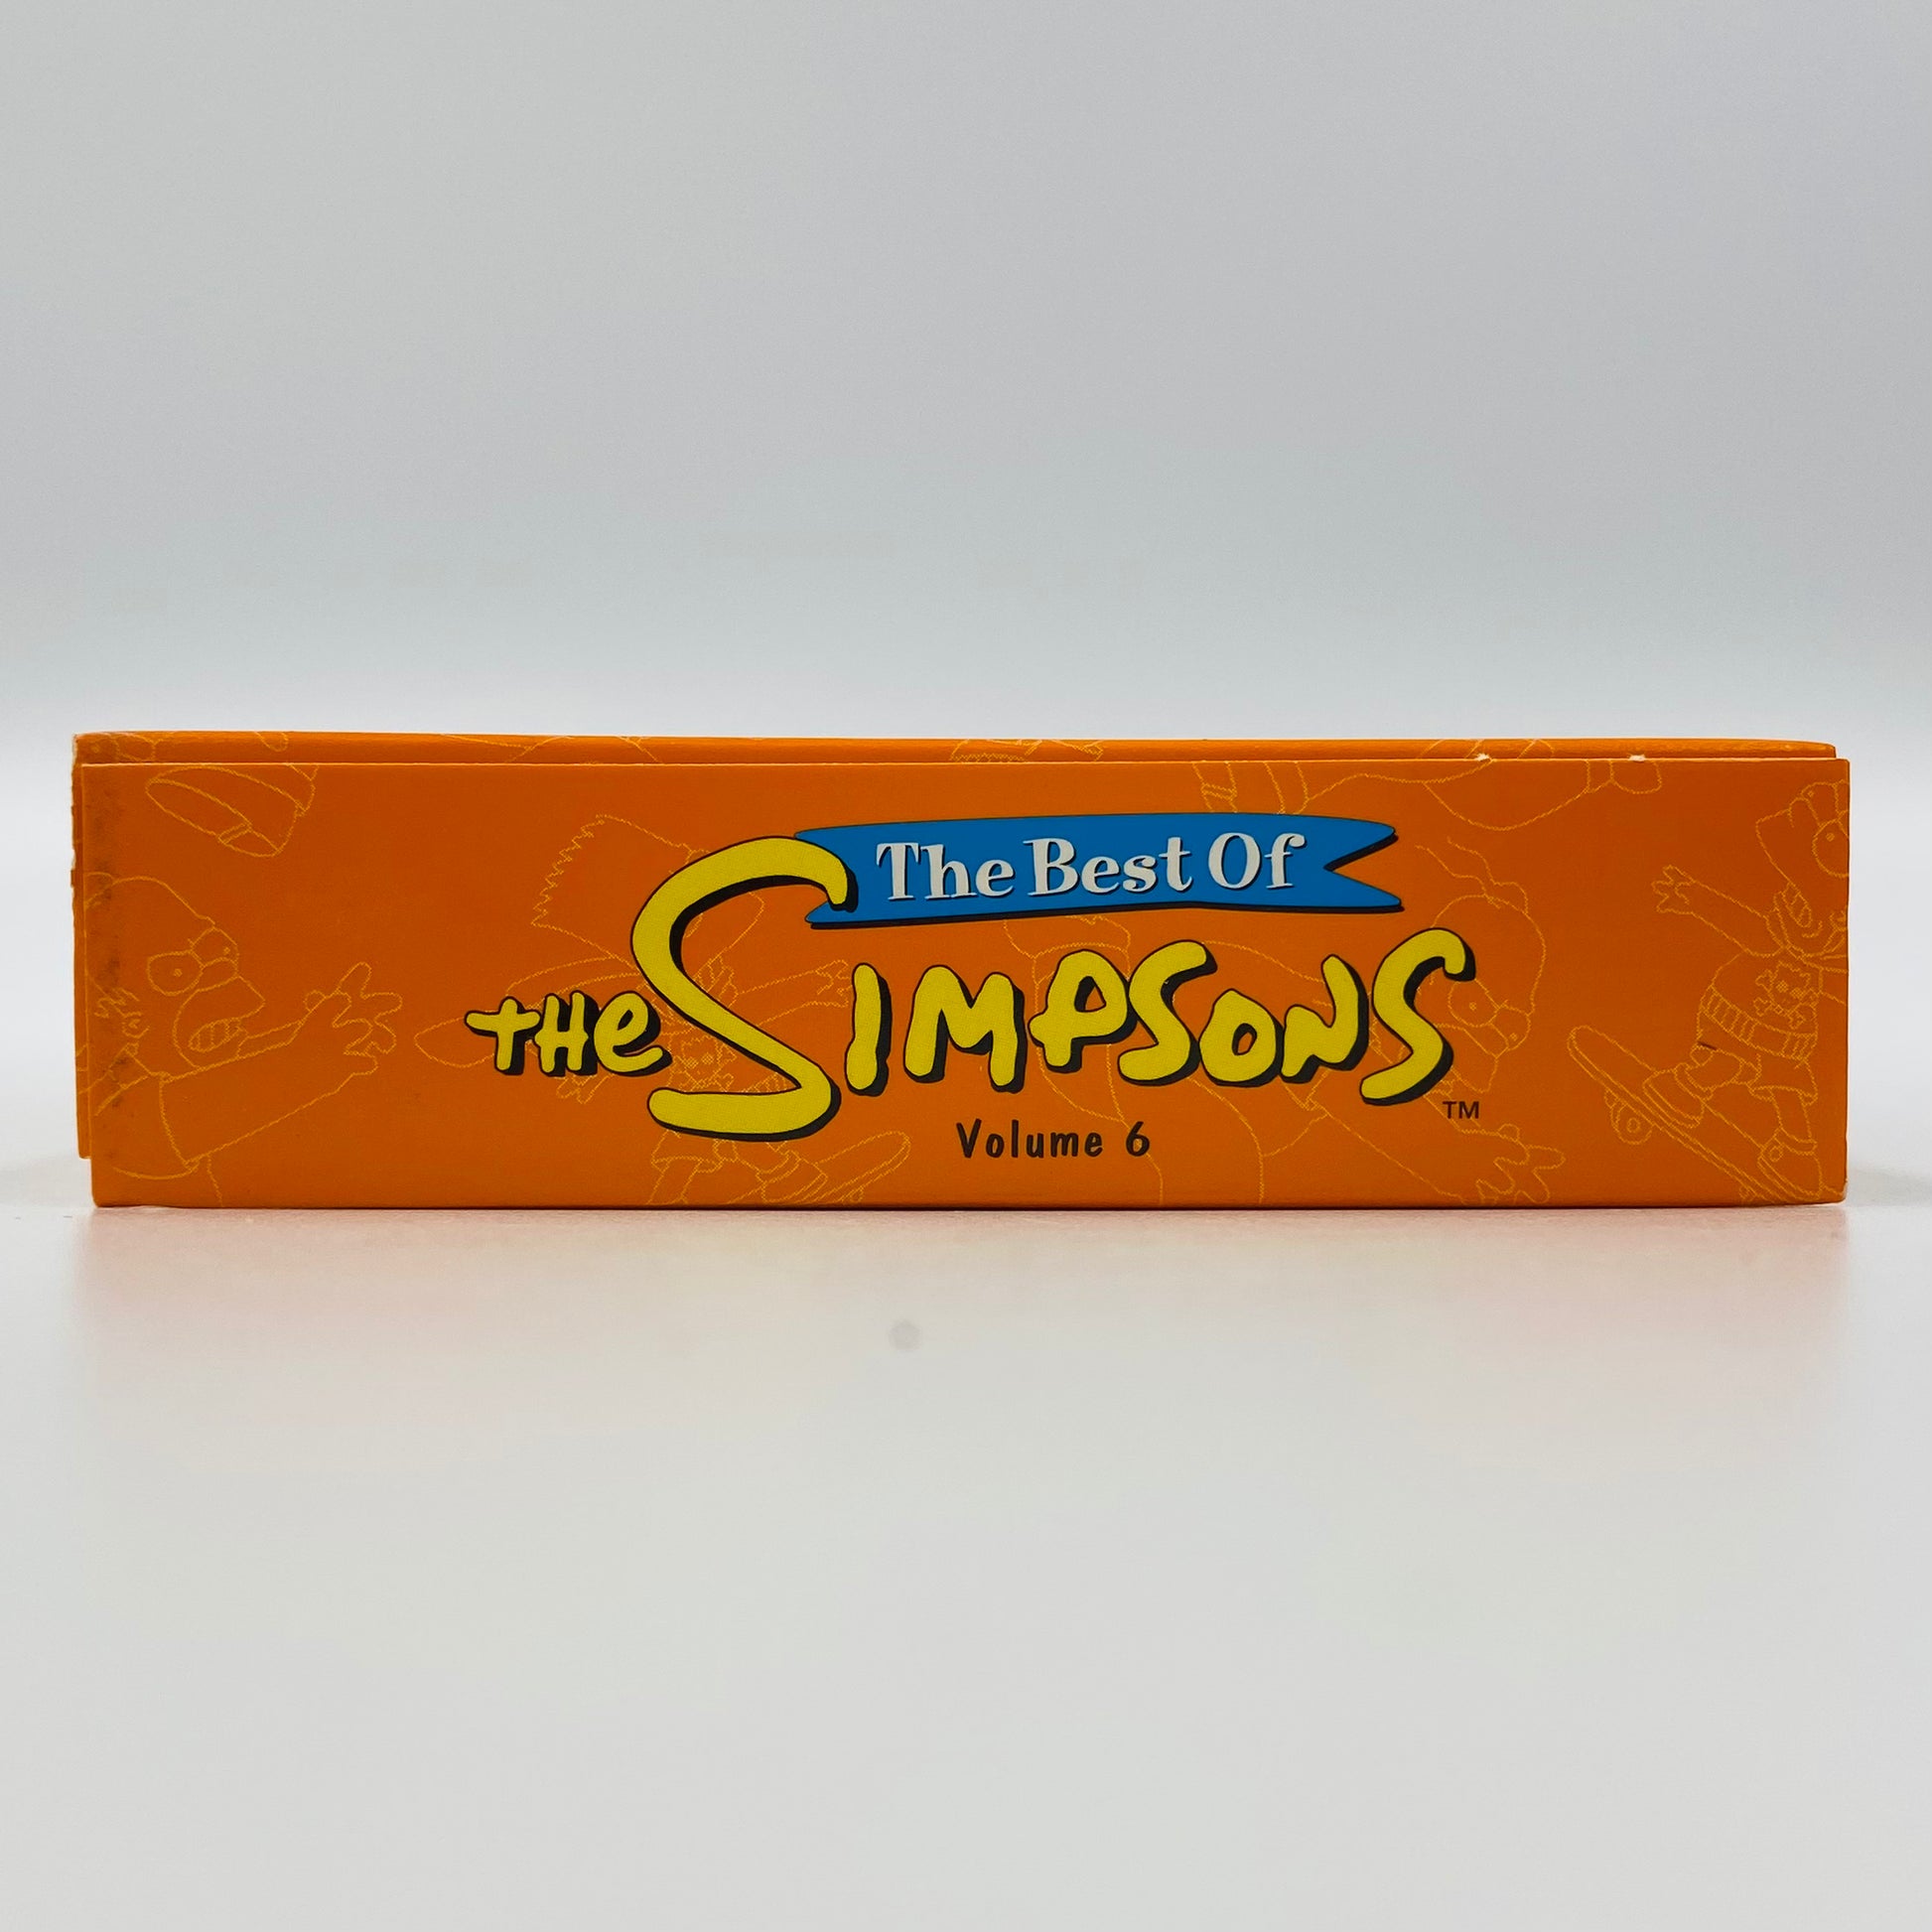 The Best Of
THE SIMPSONS TM
Volume 6